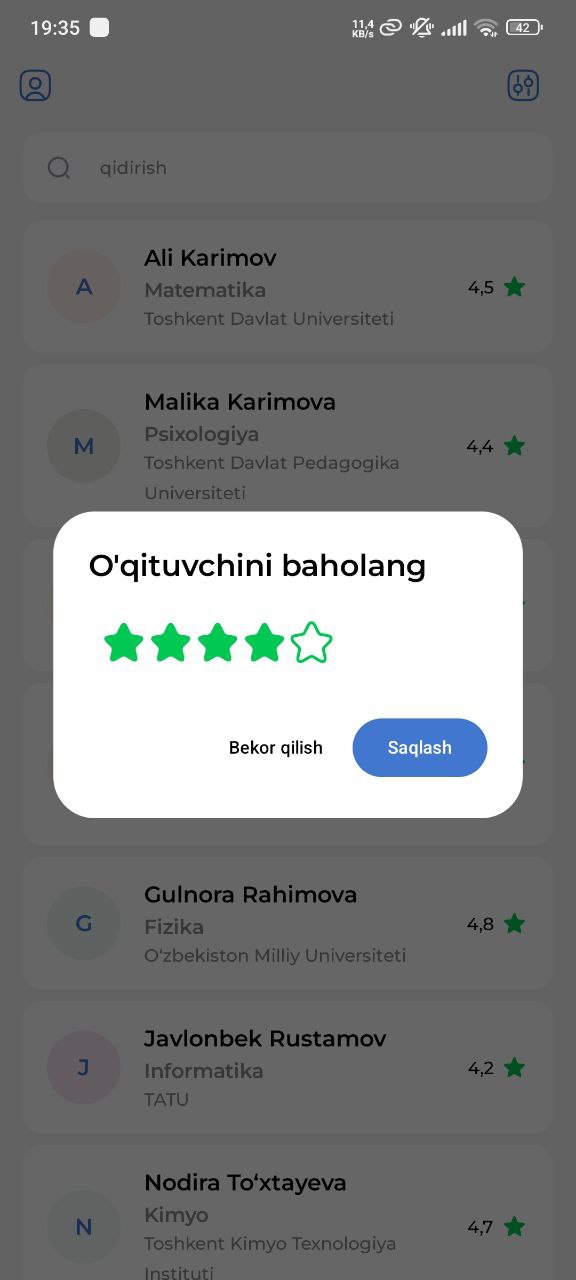 19:35
11,4
KB/s
42
qidirish
A
Ali Karimov
Matematika
Toshkent Davlat Universiteti
4,5
M
Malika Karimova
Psixologiya
Toshkent Davlat Pedagogika
Universiteti
4,4
O'qituvchini baholang
Bekor qilish
Saqlash
G
Gulnora Rahimova
Fizika
O‘zbekiston Milliy Universiteti
4,8
J
Javlonbek Rustamov
Informatika
TATU
4,2
N
Nodira To‘xtayeva
Kimyo
Toshkent Kimyo Texnologiya
Instituti
4,7